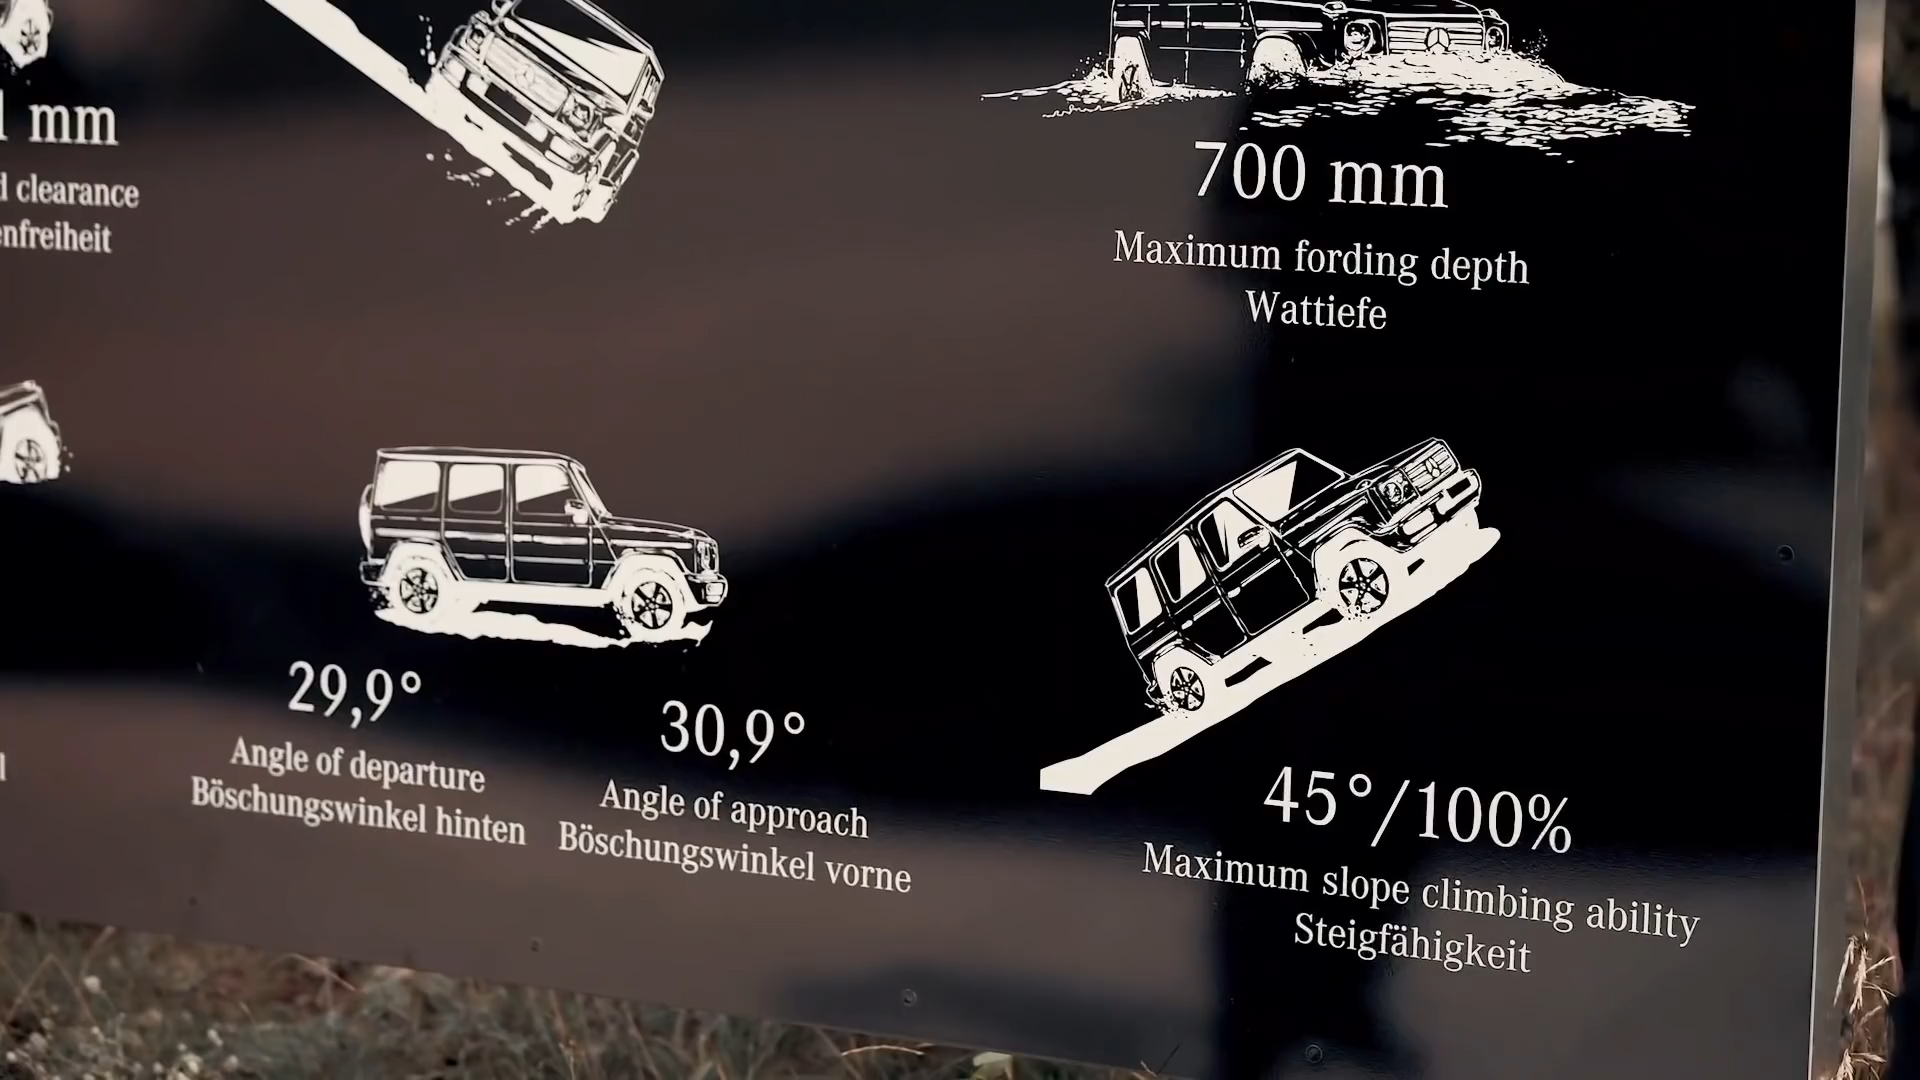 mm
clearance
700 mm
Maximum fording depth
Wattiefe
29,9°
Angle of departure
Böschungswinkel hinten
30,9°
Angle of approach
Böschungswinkel vorne
45°/100%
Maximum slope climbing ability
Steigfähigkeit